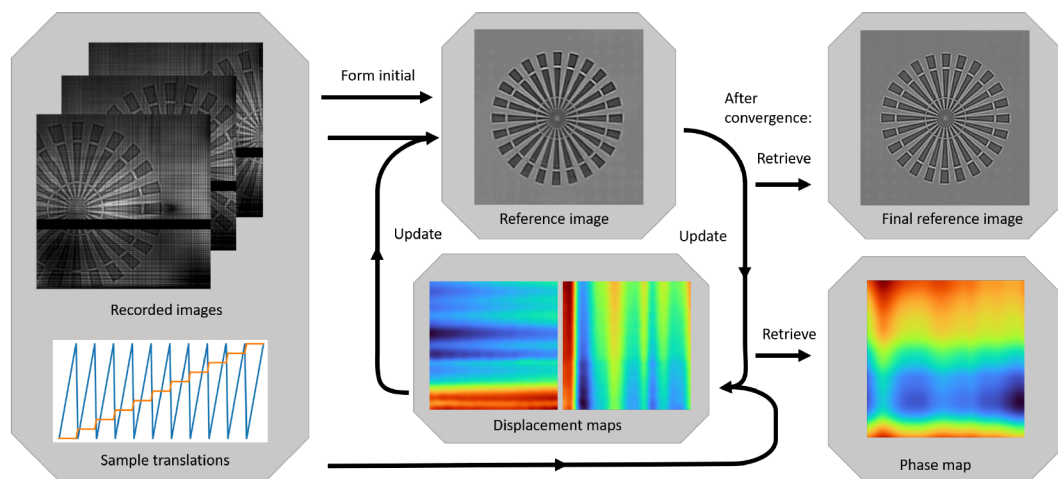 Form initial
After
convergence:
Retrieve
Reference image
Final reference image
Update
Update
Recorded images
Retrieve
Displacement maps
Sample translations
Phase map